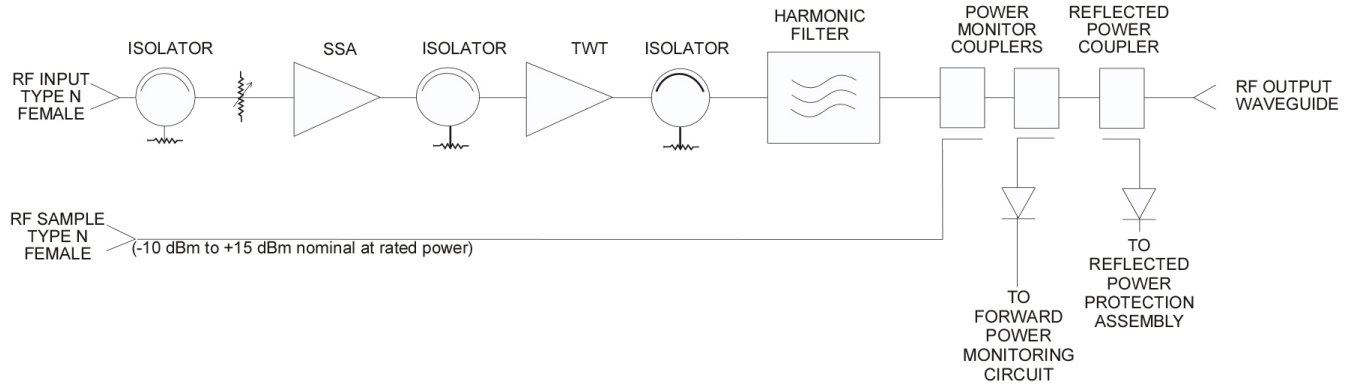 HARMONIC
FILTER
POWER
MONITOR
COUPLERS
REFLECTED
POWER
COUPLER
ISOLATOR
SSA
ISOLATOR
TWT
ISOLATOR
RF INPUT
TYPE N
FEMALE
RF OUTPUT
WAVEGUIDE
RF SAMPLE
TYPE N
FEMALE
(-10 dBm to +15 dBm nominal at rated power)
TO
FORWARD
POWER
MONITORING
CIRCUIT
TO
REFLECTED
POWER
PROTECTION
ASSEMBLY